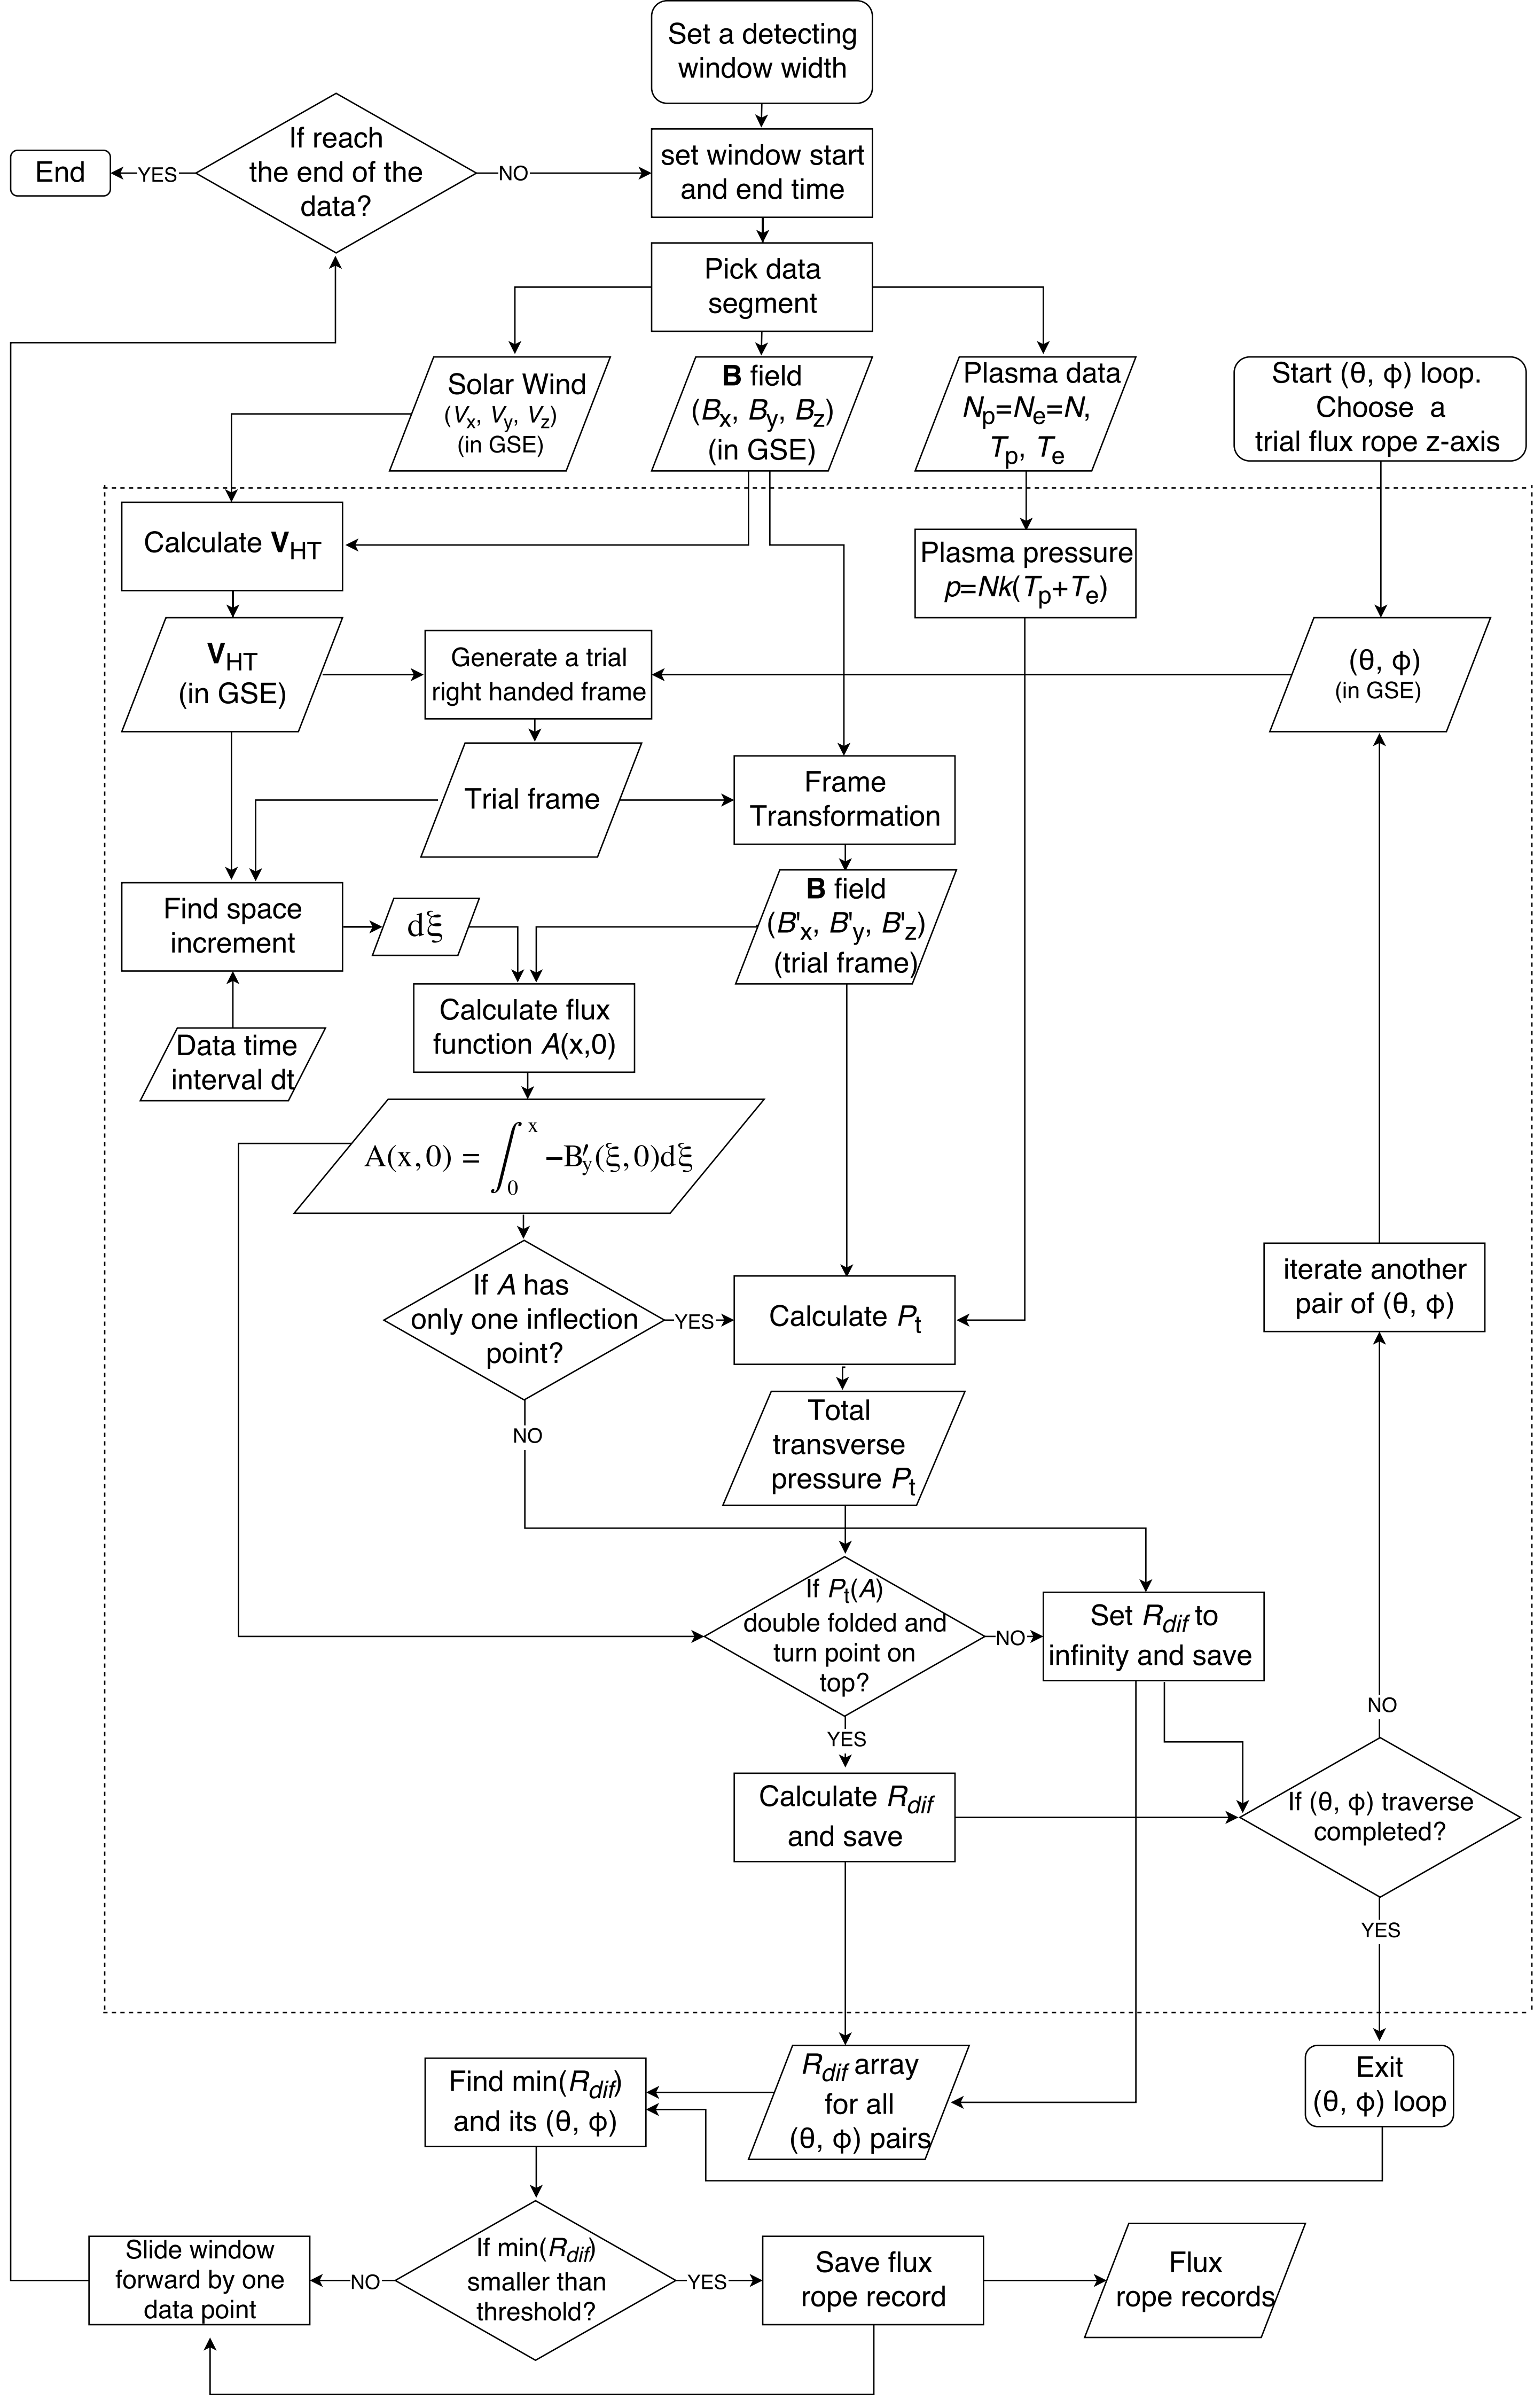 Set a detecting
window width
If reach
the end of the
data?
YES
End
NO
set window start
and end time
Pick data
segment
Solar Wind
(Vx, Vy, Vz)
(in GSE)
B field
(Bx, By, Bz)
(in GSE)
Plasma data
Np=Ne=N,
Tp, Te
Start (θ, φ) loop.
Choose a
trial flux rope z-axis
Calculate VHT
Plasma pressure
p=Nk(Tp+Te)
VHT
(in GSE)
Generate a trial
right handed frame
(θ, φ)
(in GSE)
Trial frame
Frame
Transformation
Find space
increment
dξ
B field
(B'x, B'y, B'z)
(trial frame)
Calculate flux
function A(x,0)
Data time
interval dt
A(x,0) = ∫₀ˣ −B′y(ξ,0)dξ
If A has
only one inflection
point?
YES
NO
Calculate Pt
iterate another
pair of (θ, φ)
Total
transverse
pressure Pt
If Pt(A)
double folded and
turn point on
top?
NO
YES
Set Rdif to
infinity and save
Calculate Rdif
and save
NO
If (θ, φ) traverse
completed?
YES
Rdif array
for all
(θ, φ) pairs
Exit
(θ, φ) loop
Find min(Rdif)
and its (θ, φ)
If min(Rdif)
smaller than
threshold?
NO
YES
Slide window
forward by one
data point
Save flux
rope record
Flux
rope records